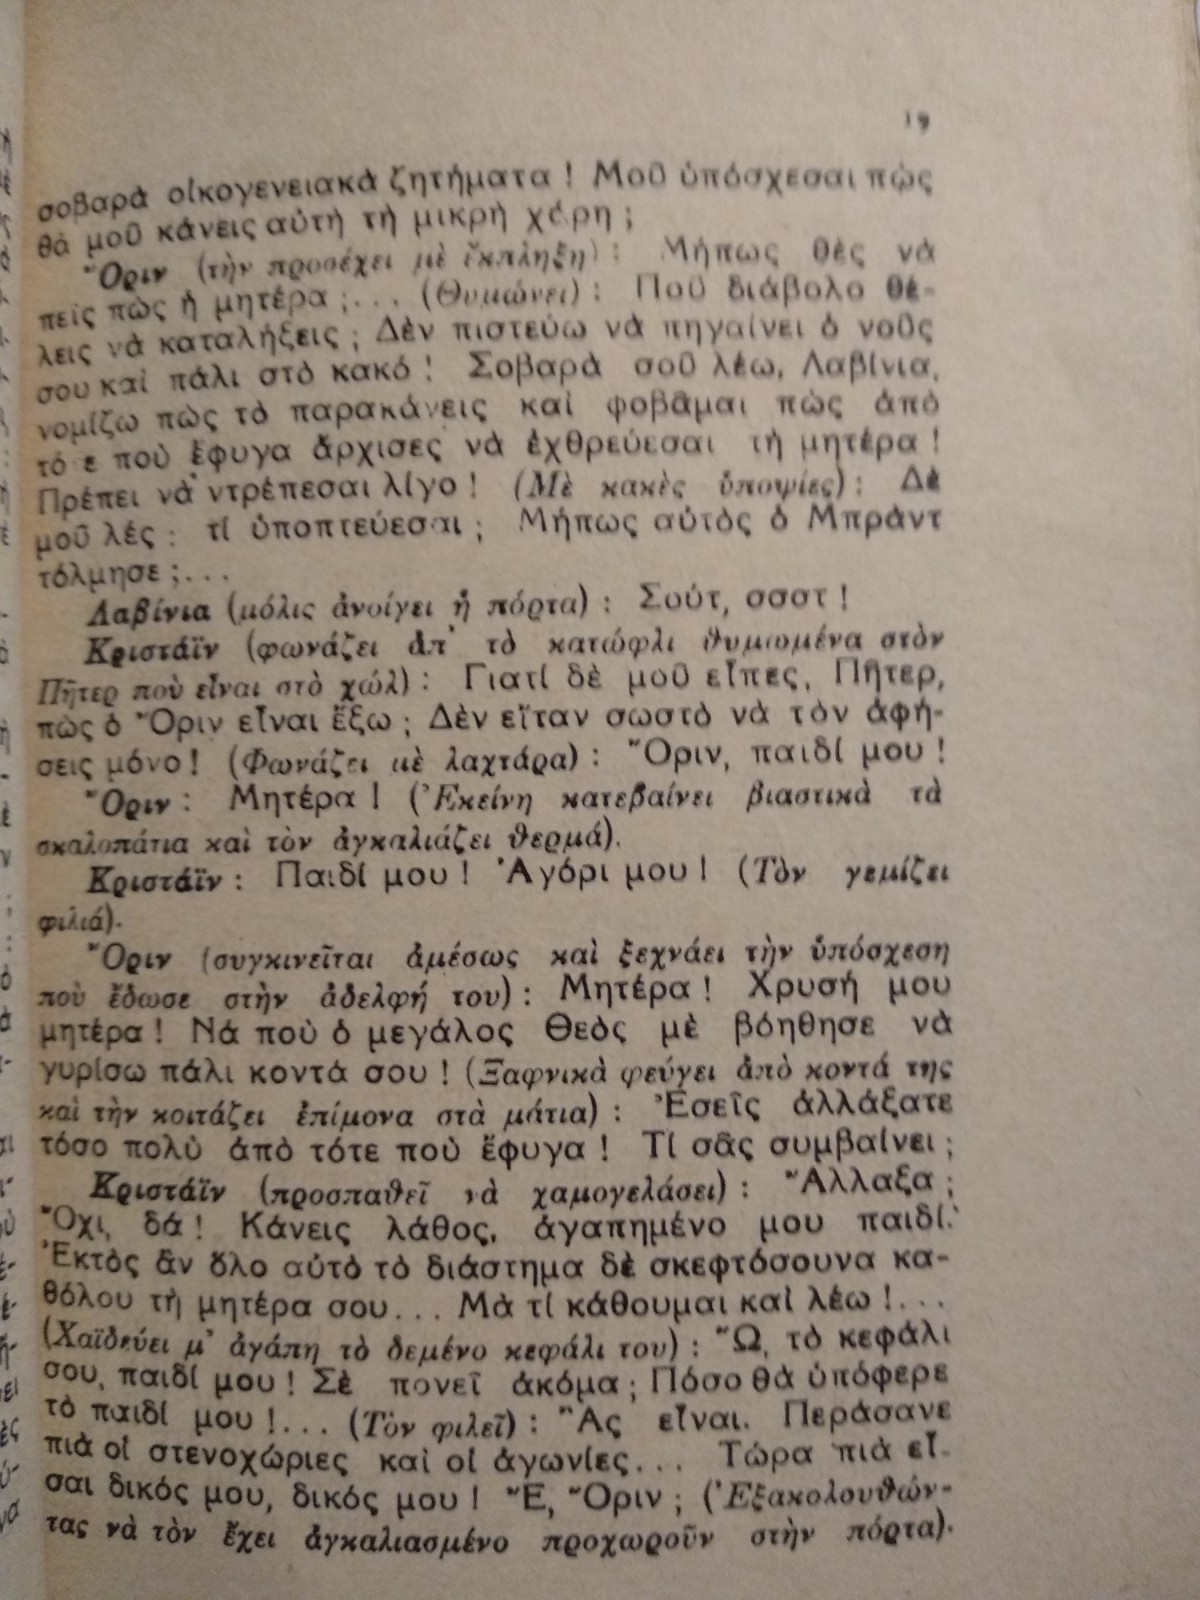 19
σοβαρὰ οἰκογενειακὰ ζητήματα ! Μοῦ ὑπόσχεσαι πὼς
θὰ μοῦ κάνεις αὐτὴ τὴ μικρὴ χάρη ;
Ὄριν (τὴν προσέχει μὲ ἔκπληξη) : Μήπως θὲς νὰ
πεῖς πὼς ἡ μητέρα ;... (Θυμώνει) : Ποῦ διάβολο θέ-
λεις νὰ καταλήξεις ; Δὲν πιστεύω νὰ πηγαίνει ὁ νοῦς
σου καὶ πάλι στὸ κακό ! Σοβαρὰ σοῦ λέω, Λαβίνια,
νομίζω πὼς τὸ παρακάνεις καὶ φοβᾶμαι πὼς ἀπὸ
τό ε ποὺ ἔφυγα ἄρχισες νὰ ἐχθρεύεσαι τὴ μητέρα !
Πρέπει νὰ ντρέπεσαι λίγο ! (Μὲ κακὲς ὑποψίες) : Δὲ
μοῦ λές : τί ὑποπτεύεσαι ; Μήπως αὐτὸς ὁ Μπρὰντ
τόλμησε ;...
Λαβίνια (μόλις ἀνοίγει ἡ πόρτα) : Σούτ, σσστ !
Κριστάϊν (φωνάζει ἀπ' τὸ κατώφλι θυμωμένα στὸν
Πῆτερ ποὺ εἶναι στὸ χώλ) : Γιατί δὲ μοῦ εἶπες, Πῆτερ,
πὼς ὁ Ὄριν εἶναι ἔξω ; Δὲν εἴταν σωστὸ νὰ τὸν ἀφή-
σεις μόνο ! (Φωνάζει μὲ λαχτάρα) : Ὄριν, παιδί μου !
Ὄριν : Μητέρα ! (Ἐκείνη κατεβαίνει βιαστικὰ τὰ
σκαλοπάτια καὶ τὸν ἀγκαλιάζει θερμά).
Κριστάϊν : Παιδί μου ! Ἀγόρι μου ! (Τὸν γεμίζει
φιλιά).
Ὄριν (συγκινεῖται ἀμέσως καὶ ξεχνάει τὴν ὑπόσχεση
ποὺ ἔδωσε στὴν ἀδελφή του) : Μητέρα ! Χρυσή μου
μητέρα ! Νά ποὺ ὁ μεγάλος Θεὸς μὲ βόηθησε νὰ
γυρίσω πάλι κοντά σου ! (Ξαφνικὰ φεύγει ἀπὸ κοντά της
καὶ τὴν κοιτάζει ἐπίμονα στὰ μάτια) : Ἐσεῖς ἀλλάξατε
τόσο πολὺ ἀπὸ τότε ποὺ ἔφυγα ! Τί σᾶς συμβαίνει ;
Κριστάϊν (προσπαθεῖ νὰ χαμογελάσει) : Ἄλλαξα ;
Ὄχι, δά ! Κάνεις λάθος, ἀγαπημένο μου παιδί.
Ἐκτὸς ἂν ὅλο αὐτὸ τὸ διάστημα δὲ σκεφτόσουνα κα-
θόλου τὴ μητέρα σου... Μὰ τί κάθουμαι καὶ λέω !...
(Χαϊδεύει μ' ἀγάπη τὸ δεμένο κεφάλι του) : Ὤ, τὸ κεφάλι
σου, παιδί μου ! Σὲ πονεῖ ἀκόμα ; Πόσο θὰ ὑπόφερε
τὸ παιδί μου !... (Τὸν φιλεῖ) : Ἂς εἶναι. Περάσανε
πιὰ οἱ στενοχώριες καὶ οἱ ἀγωνίες... Τώρα πιὰ εἶ-
σαι δικός μου, δικός μου ! Ἔ, Ὄριν ; (Ἐξακολουθών-
τας νὰ τὸν ἔχει ἀγκαλιασμένο προχωροῦν στὴν πόρτα).